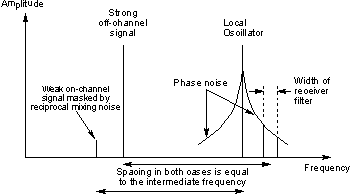 Amplitude
Strong
off-channel
signal
Local
Oscillator
Phase noise
Width of
receiver
filter
Weak on-channel
signal masked by
reciprocal mixing noise
Spacing in both cases is equal
to the intermediate frequency
Frequency